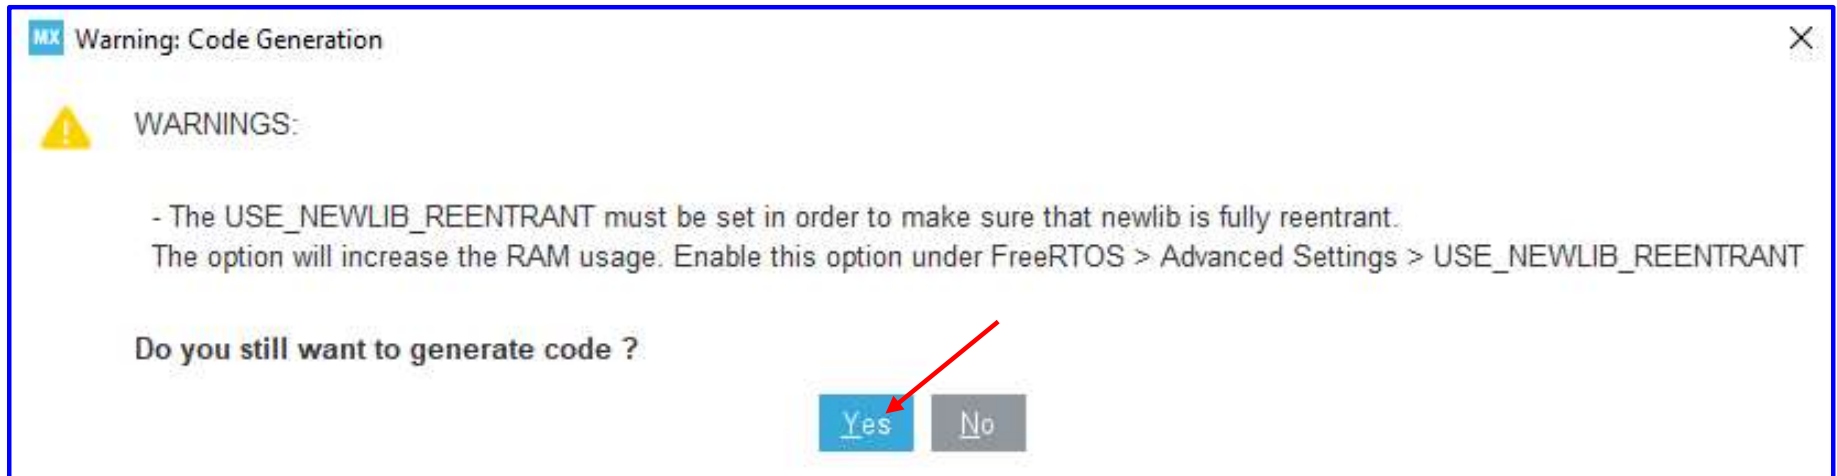 MX Warning: Code Generation
WARNINGS:
- The USE_NEWLIB_REENTRANT must be set in order to make sure that newlib is fully reentrant.
The option will increase the RAM usage. Enable this option under FreeRTOS > Advanced Settings > USE_NEWLIB_REENTRANT
Do you still want to generate code ?
Yes No